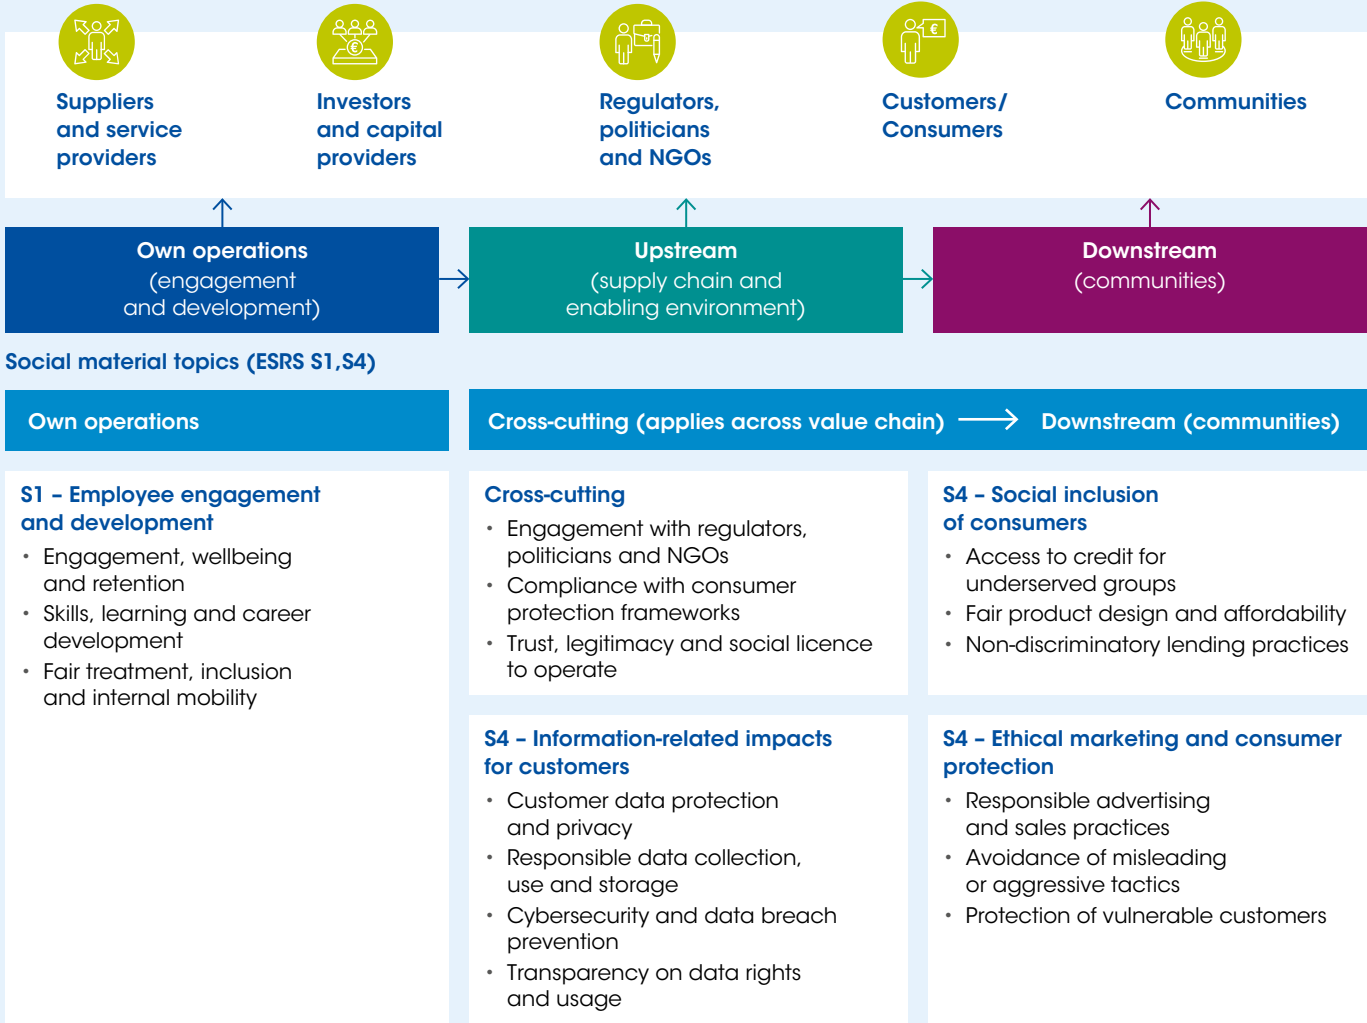 Suppliers
and service
providers
Investors
and capital
providers
Regulators,
politicians
and NGOs
Customers/
Consumers
Communities
Own operations
(engagement
and development)
Upstream
(supply chain and
enabling environment)
Downstream
(communities)
Social material topics (ESRS S1,S4)
Own operations
Cross-cutting (applies across value chain) → Downstream (communities)
S1 – Employee engagement
and development
• Engagement, wellbeing
and retention
• Skills, learning and career
development
• Fair treatment, inclusion
and internal mobility
Cross-cutting
• Engagement with regulators,
politicians and NGOs
• Compliance with consumer
protection frameworks
• Trust, legitimacy and social licence
to operate
S4 – Social inclusion
of consumers
• Access to credit for
underserved groups
• Fair product design and affordability
• Non-discriminatory lending practices
S4 – Information-related impacts
for customers
• Customer data protection
and privacy
• Responsible data collection,
use and storage
• Cybersecurity and data breach
prevention
• Transparency on data rights
and usage
S4 – Ethical marketing and consumer
protection
• Responsible advertising
and sales practices
• Avoidance of misleading
or aggressive tactics
• Protection of vulnerable customers